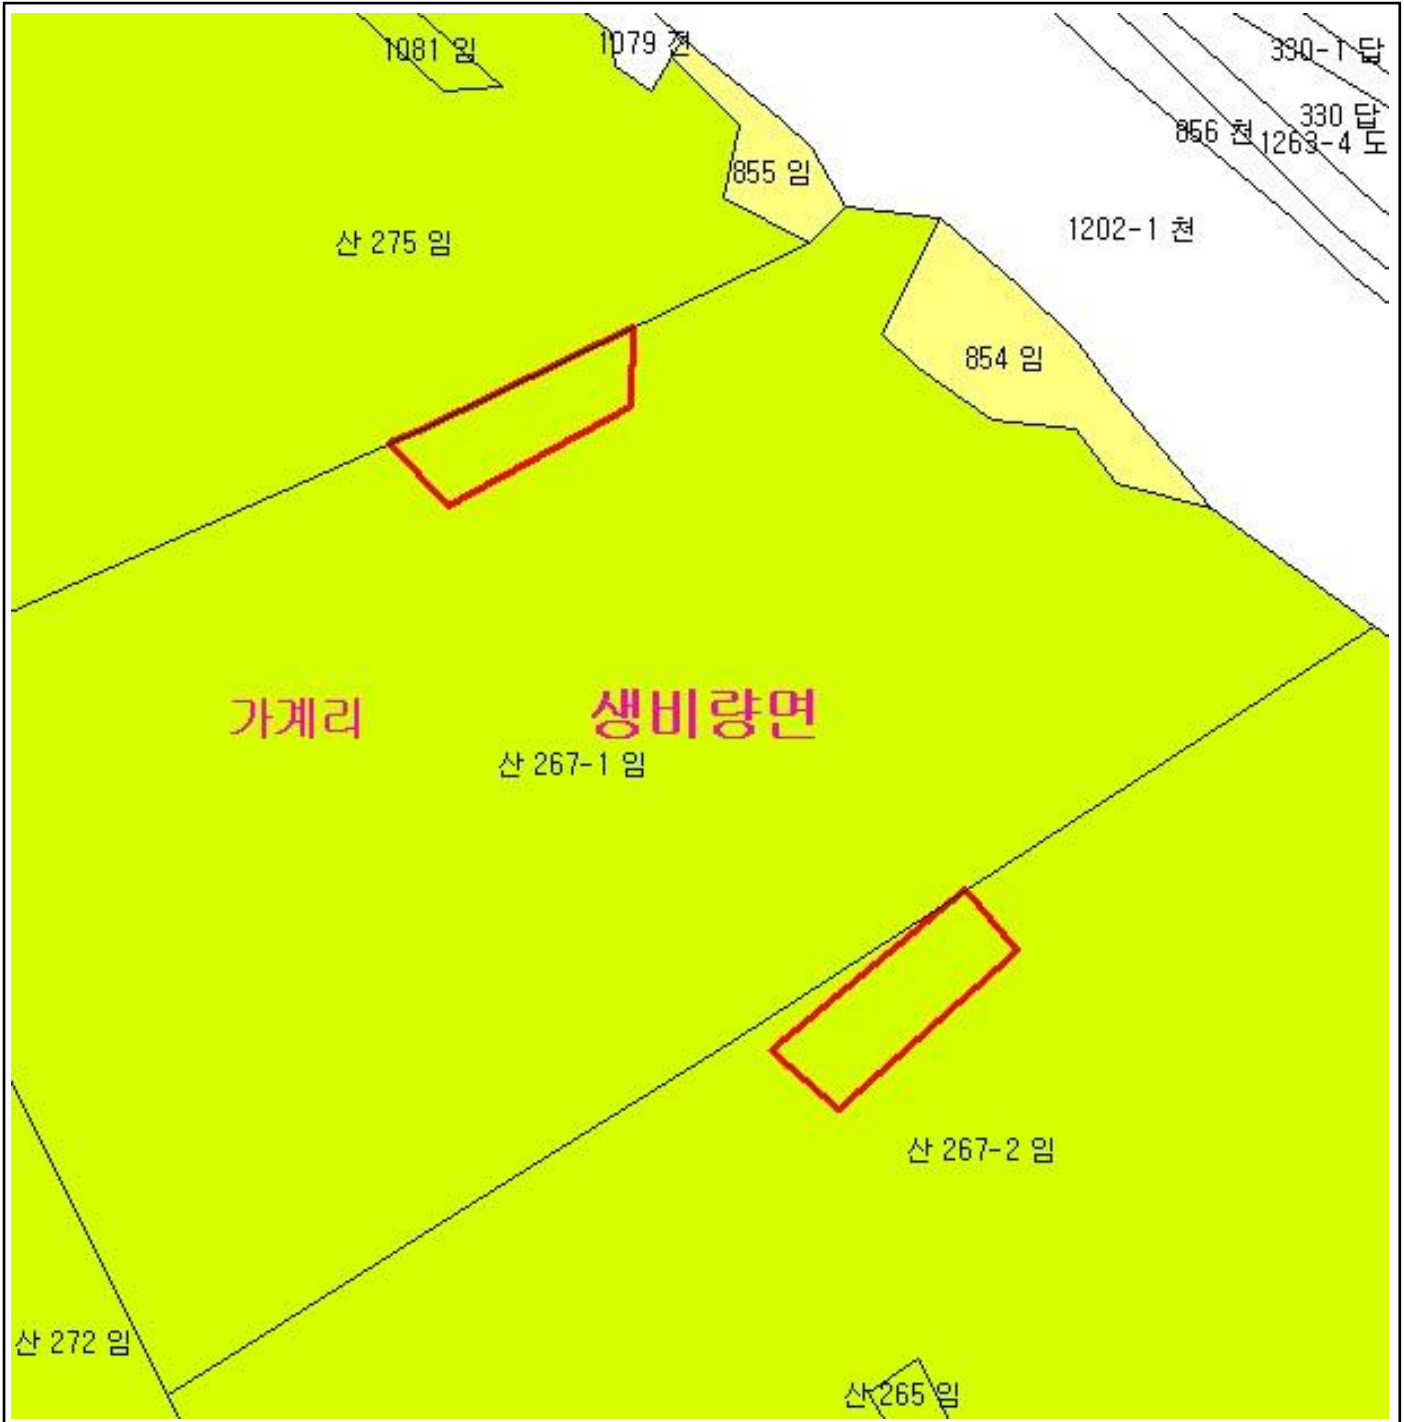 1081 임
1079 전
330-1 답
330 답
856 천
1263-4 도
855 임
1202-1 천
산 275 임
854 임
가계리
생비량면
산 267-1 임
산 267-2 임
산 272 임
산 265 임